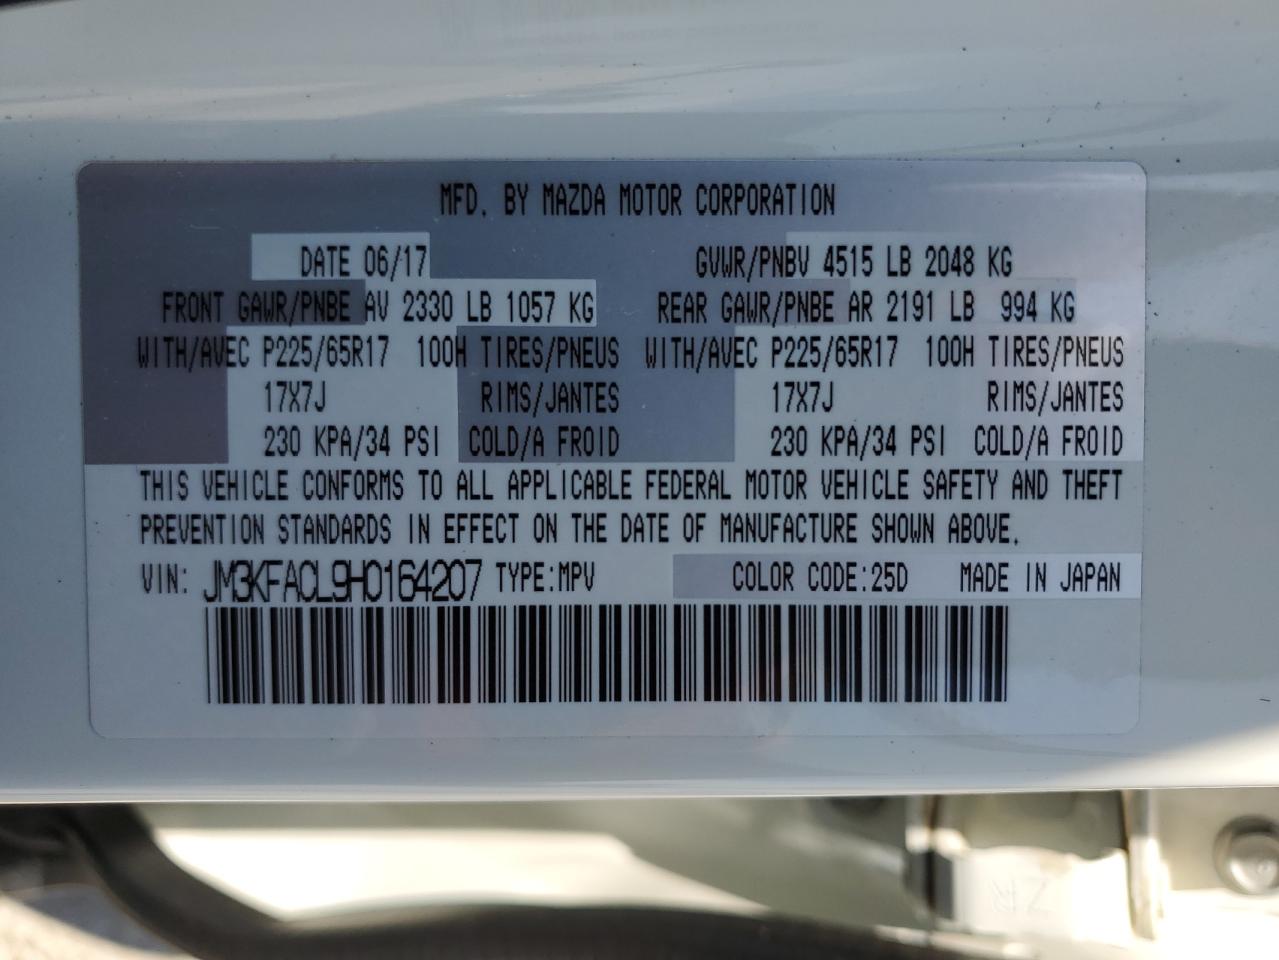 MFD. BY MAZDA MOTOR CORPORATION
DATE 06/17 GVWR/PNBV 4515 LB 2048 KG
FRONT GAWR/PNBE AV 2330 LB 1057 KG REAR GAWR/PNBE AR 2191 LB 994 KG
WITH/AVEC P225/65R17 100H TIRES/PNEUS WITH/AVEC P225/65R17 100H TIRES/PNEUS
17X7J RIMS/JANTES 17X7J RIMS/JANTES
230 KPA/34 PSI COLD/A FROID 230 KPA/34 PSI COLD/A FROID
THIS VEHICLE CONFORMS TO ALL APPLICABLE FEDERAL MOTOR VEHICLE SAFETY AND THEFT
PREVENTION STANDARDS IN EFFECT ON THE DATE OF MANUFACTURE SHOWN ABOVE.
VIN: JM3KFACL9H0164207 TYPE:MPV COLOR CODE:25D MADE IN JAPAN
ZR